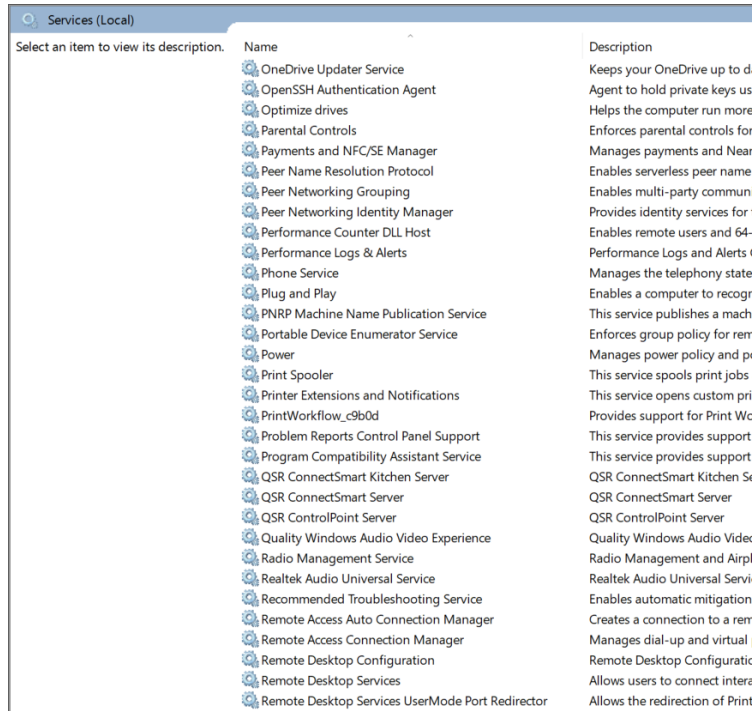 Services (Local)
Select an item to view its description.
Name Description
OneDrive Updater Service Keeps your OneDrive up to da
OpenSSH Authentication Agent Agent to hold private keys us
Optimize drives Helps the computer run more
Parental Controls Enforces parental controls for
Payments and NFC/SE Manager Manages payments and Near
Peer Name Resolution Protocol Enables serverless peer name
Peer Networking Grouping Enables multi-party commun
Peer Networking Identity Manager Provides identity services for
Performance Counter DLL Host Enables remote users and 64-
Performance Logs & Alerts Performance Logs and Alerts
Phone Service Manages the telephony state
Plug and Play Enables a computer to recogn
PNRP Machine Name Publication Service This service publishes a mach
Portable Device Enumerator Service Enforces group policy for rem
Power Manages power policy and po
Print Spooler This service spools print jobs
Printer Extensions and Notifications This service opens custom pri
PrintWorkflow_c9b0d Provides support for Print Wo
Problem Reports Control Panel Support This service provides support
Program Compatibility Assistant Service This service provides support
QSR ConnectSmart Kitchen Server QSR ConnectSmart Kitchen Se
QSR ConnectSmart Server QSR ConnectSmart Server
QSR ControlPoint Server QSR ControlPoint Server
Quality Windows Audio Video Experience Quality Windows Audio Video
Radio Management Service Radio Management and Airpl
Realtek Audio Universal Service Realtek Audio Universal Servi
Recommended Troubleshooting Service Enables automatic mitigation
Remote Access Auto Connection Manager Creates a connection to a rem
Remote Access Connection Manager Manages dial-up and virtual
Remote Desktop Configuration Remote Desktop Configuratio
Remote Desktop Services Allows users to connect intera
Remote Desktop Services UserMode Port Redirector Allows the redirection of Print